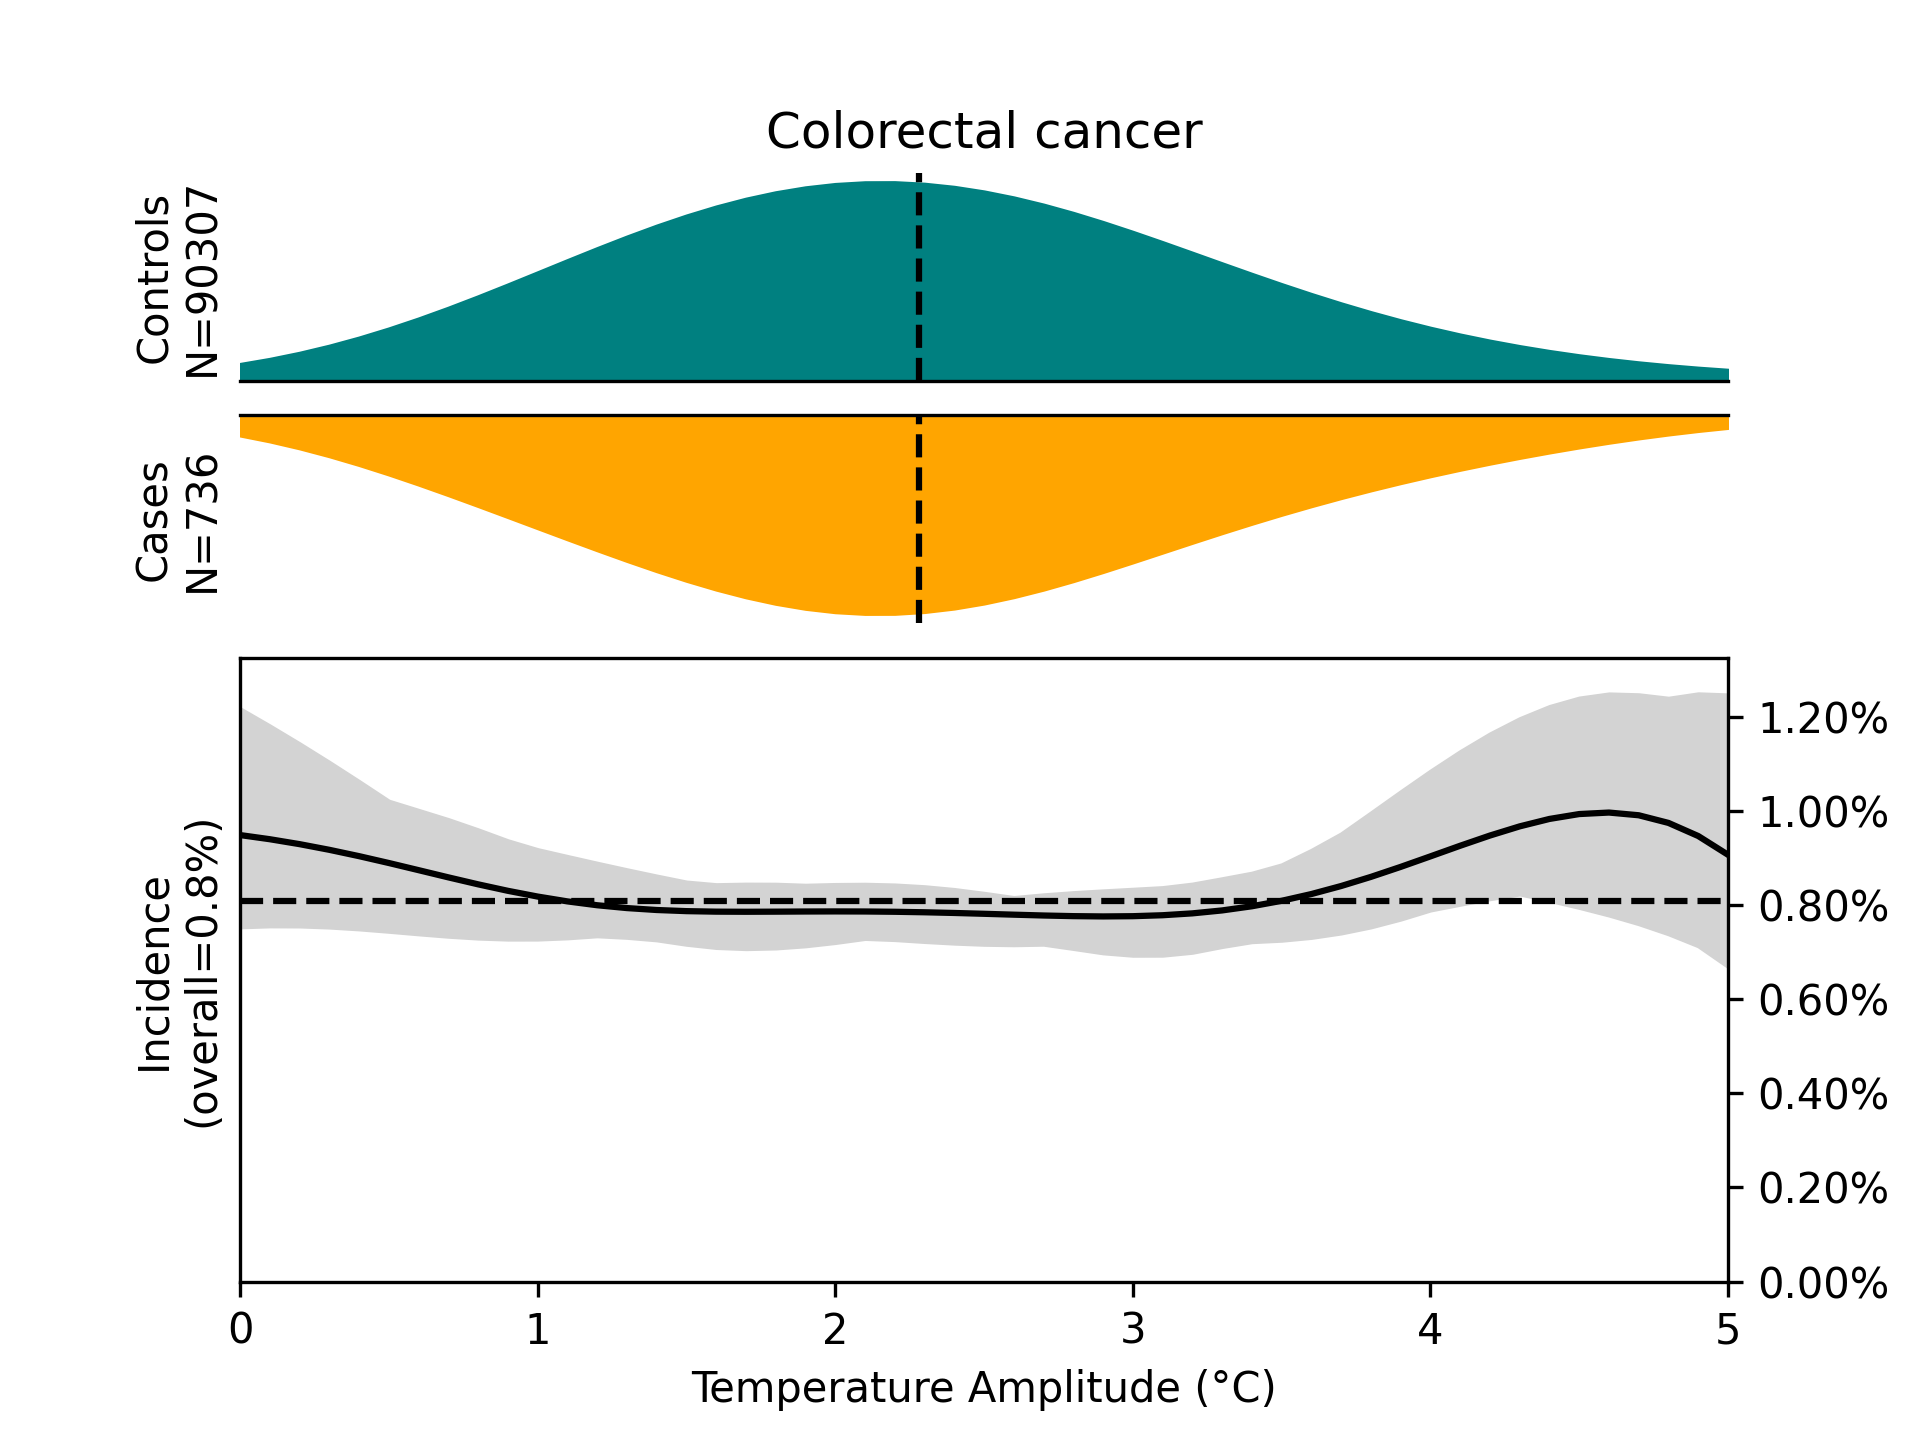 Colorectal cancer
Controls
N=90307
Cases
N=736
Incidence
(overall=0.8%)
1.20%
1.00%
0.80%
0.60%
0.40%
0.20%
0.00%
0 1 2 3 4 5
Temperature Amplitude (°C)